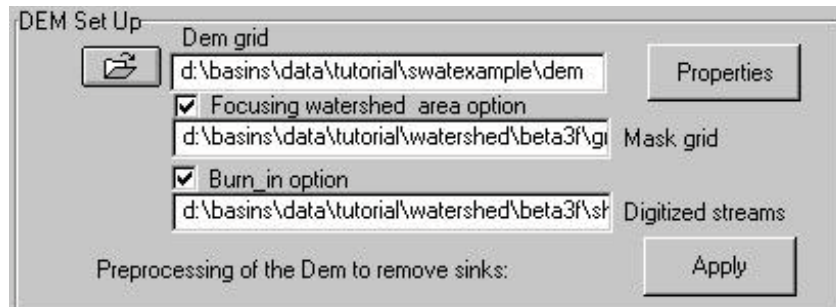 DEM Set Up
Dem grid
d:\basins\data\tutorial\swatexample\dem
Properties
Focusing watershed area option
d:\basins\data\tutorial\watershed\beta3f\gr
Mask grid
Burn_in option
d:\basins\data\tutorial\watershed\beta3f\sh
Digitized streams
Preprocessing of the Dem to remove sinks:
Apply